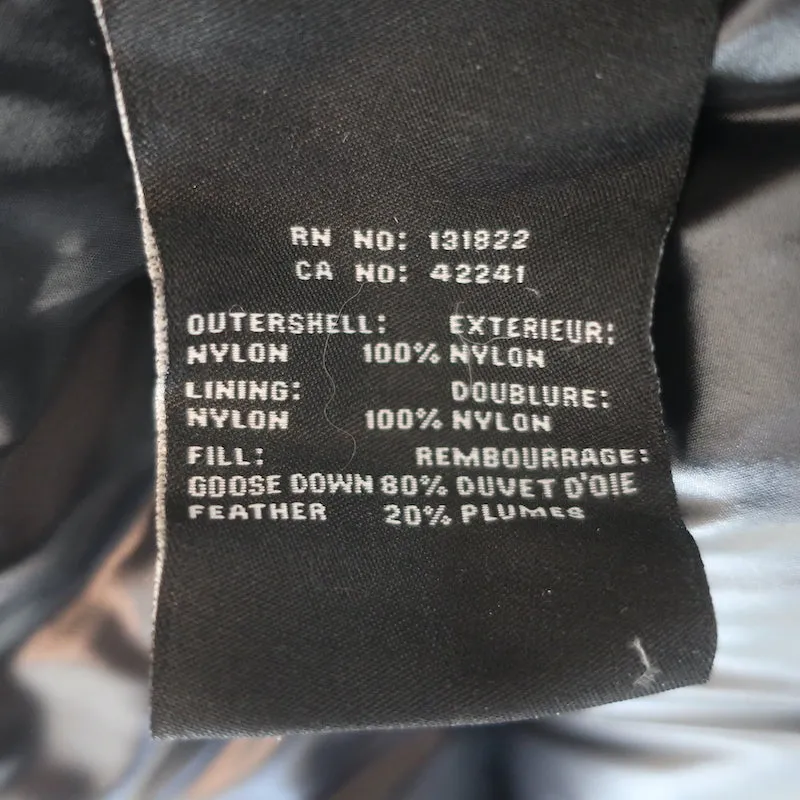 RN NO: 131822
CA NO: 42241
OUTERSHELL: EXTERIEUR:
NYLON 100% NYLON
LINING: DOUBLURE:
NYLON 100% NYLON
FILL: REMBOURRAGE:
GOOSE DOWN 80% DUVET D'OIE
FEATHER 20% PLUMES